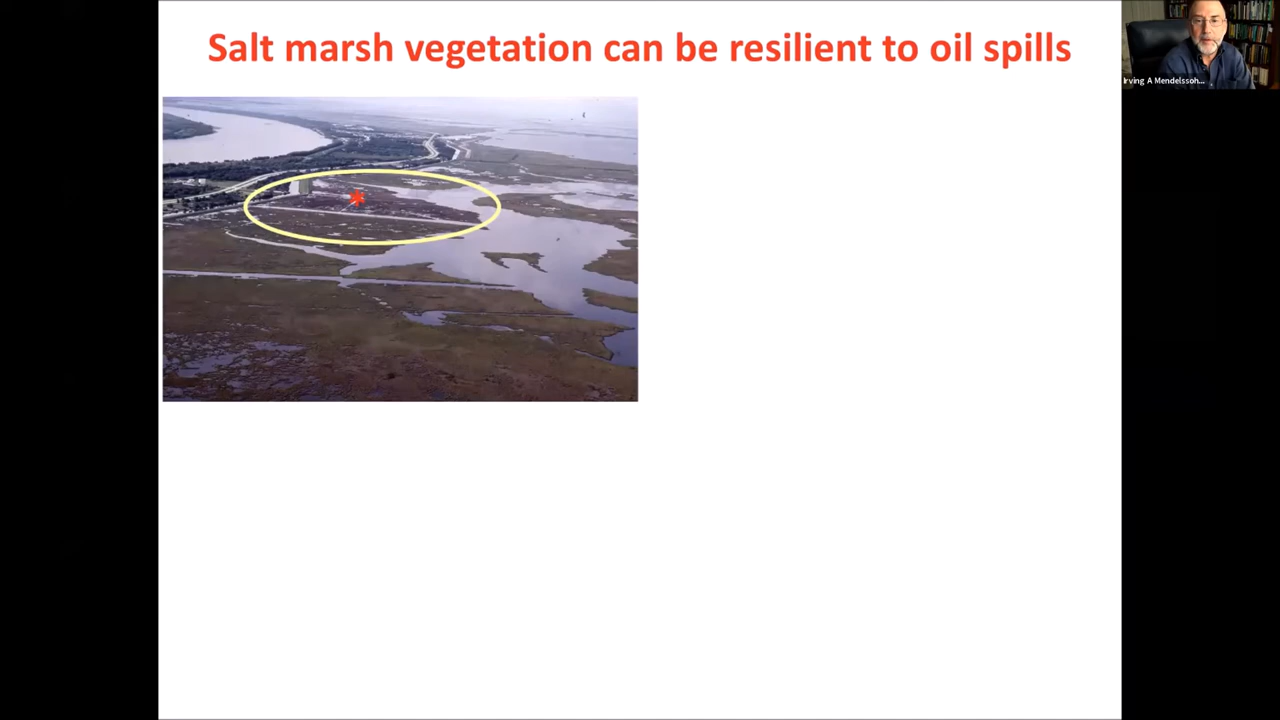 Salt marsh vegetation can be resilient to oil spills
Irving A Mendelssoh...